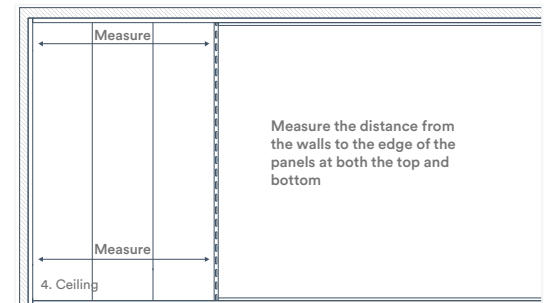 Measure
Measure the distance from
the walls to the edge of the
panels at both the top and
bottom
Measure
4. Ceiling